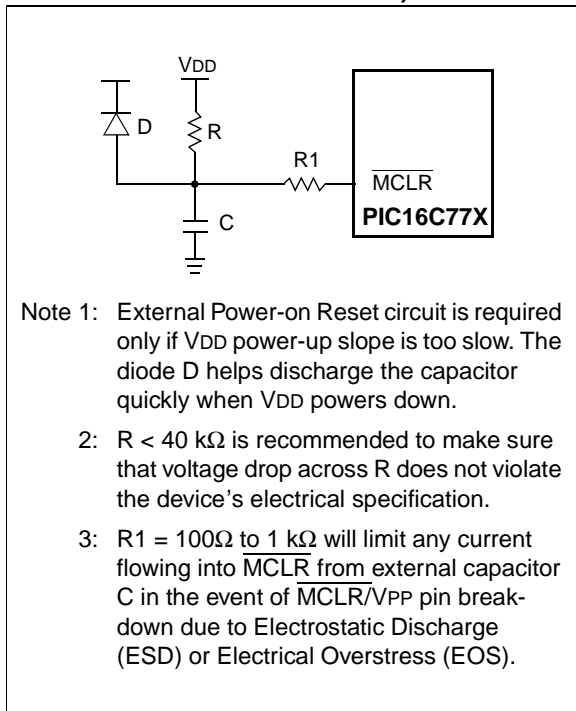 VDD
D
R
R1
MCLR
PIC16C77X
C
Note 1: External Power-on Reset circuit is required
only if VDD power-up slope is too slow. The
diode D helps discharge the capacitor
quickly when VDD powers down.
2: R < 40 kΩ is recommended to make sure
that voltage drop across R does not violate
the device's electrical specification.
3: R1 = 100Ω to 1 kΩ will limit any current
flowing into MCLR from external capacitor
C in the event of MCLR/VPP pin break-
down due to Electrostatic Discharge
(ESD) or Electrical Overstress (EOS).